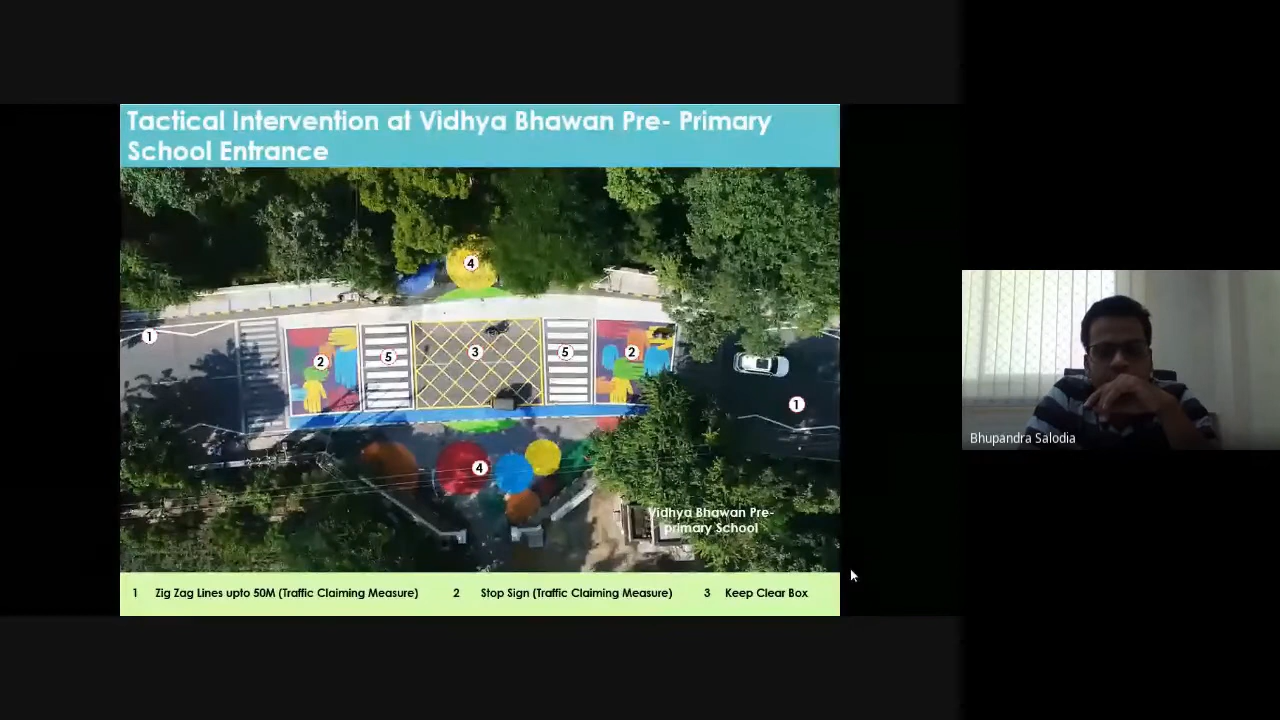 Tactical Intervention at Vidhya Bhawan Pre- Primary
School Entrance
4
1
2
5
3
5
2
1
4
Vidhya Bhawan Pre-
primary School
Bhupandra Salodia
1 Zig Zag Lines upto 50M (Traffic Claiming Measure) 2 Stop Sign (Traffic Claiming Measure) 3 Keep Clear Box